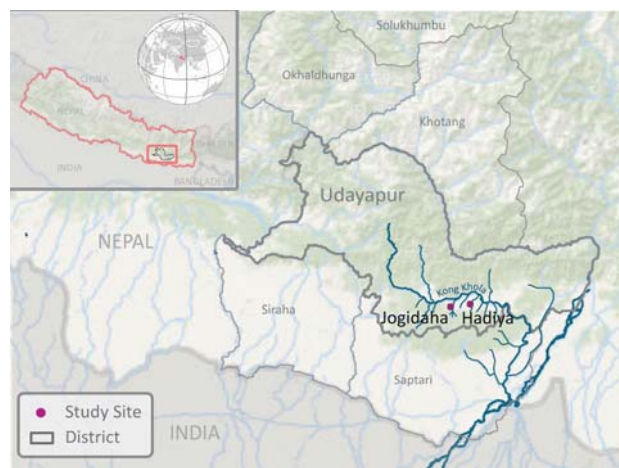 Solukhumbu
Okhaldhunga
CHINA
Khotang
NEPAL
INDIA
BHUTAN
BANGLADESH
Udayapur
NEPAL
Kong Khola
Siraha
Jogidaha
Hadiya
Saptari
Study Site
District
INDIA